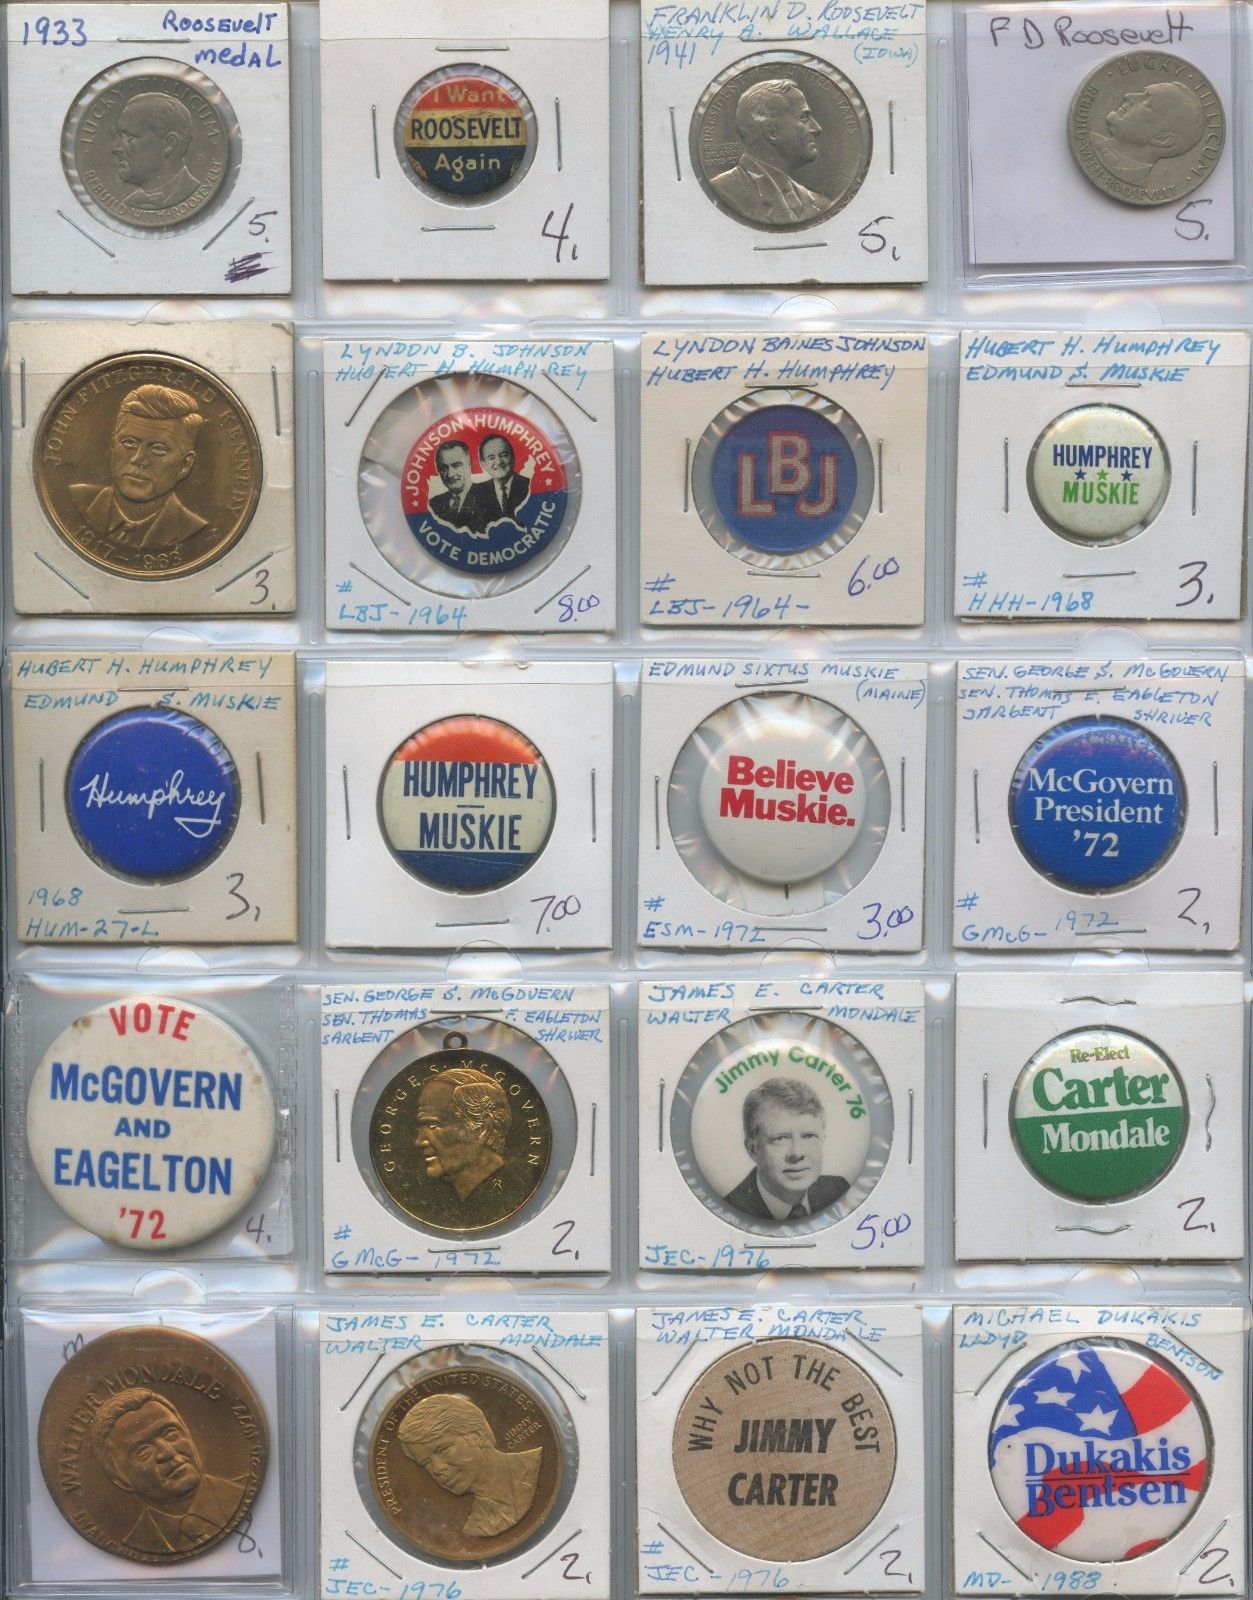 1933 Roosevelt
Medal
LUCKY · TILLICUM
REBUILD · WITH · ROOSEVELT
5.
I Want
ROOSEVELT
Again
4.
FRANKLIN D. ROOSEVELT
HENRY A. WALLACE
1941 (IOWA)
5.
F D Roosevelt
LUCKY · TILLICUM
REBUILD · WITH · ROOSEVELT
5.
JOHN FITZGERALD KENNEDY
1917-1963
3.
LYNDON B. JOHNSON
HUBERT H. HUMPHREY
JOHNSON HUMPHREY
VOTE DEMOCRATIC
#
LBJ-1964 8.00
LYNDON BAINES JOHNSON
HUBERT H. HUMPHREY
LBJ
# 6.00
LBJ-1964-
HUBERT H. HUMPHREY
EDMUND S. MUSKIE
HUMPHREY
MUSKIE
#
HHH-1968 3.
HUBERT H. HUMPHREY
EDMUND S. MUSKIE
Humphrey
1968 3.
HUM-27-L
HUMPHREY
MUSKIE
7.00
EDMUND SIXTUS MUSKIE
(MAINE)
Believe
Muskie.
#
ESM-1972 3.00
SEN. GEORGE S. McGOVERN
SEN. THOMAS F. EAGLETON
SARGENT SHRIVER
McGovern
President
'72
#
GMcG-1972 2.
VOTE
McGOVERN
AND
EAGELTON
'72
4.
SEN. GEORGE S. McGOVERN
SEN. THOMAS F. EAGLETON
SARGENT SHRIVER
GEORGE S. McGOVERN
#
GMcG-1972 2.
JAMES E. CARTER
WALTER MONDALE
Jimmy Carter 76
JEC-1976 5.00
Re-Elect
Carter
Mondale
2.
M
WALTER MONDALE
8.
JAMES E. CARTER
WALTER MONDALE
PRESIDENT OF THE UNITED STATES
JIMMY
CARTER
#
JEC-1976 2.
JAMES E. CARTER
WALTER MONDALE
WHY NOT THE BEST
JIMMY
CARTER
#
JEC-1976 2.
MICHAEL DUKAKIS
LLOYD BENTSON
Dukakis
Bentsen
MD-1988 2.